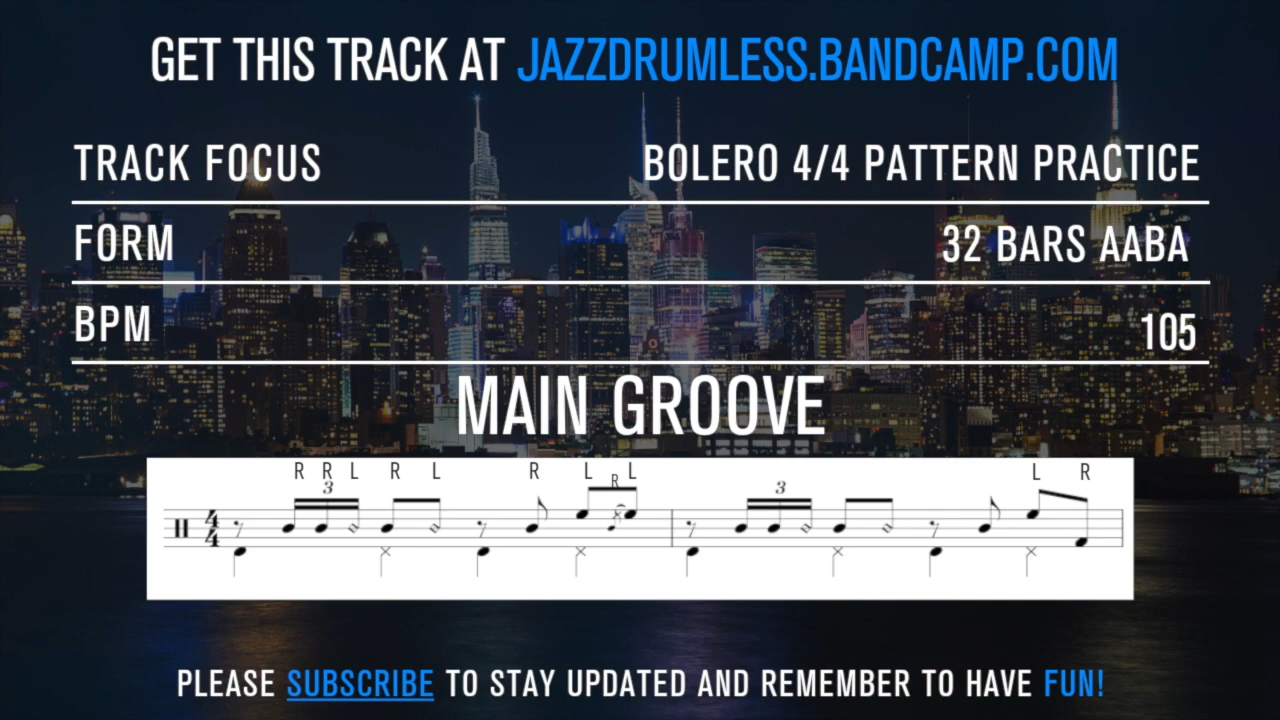 GET THIS TRACK AT JAZZDRUMLESS.BANDCAMP.COM
TRACK FOCUS BOLERO 4/4 PATTERN PRACTICE
FORM 32 BARS AABA
BPM 105
MAIN GROOVE
R R L R L R L R L L R
3 3
4
4
PLEASE SUBSCRIBE TO STAY UPDATED AND REMEMBER TO HAVE FUN!